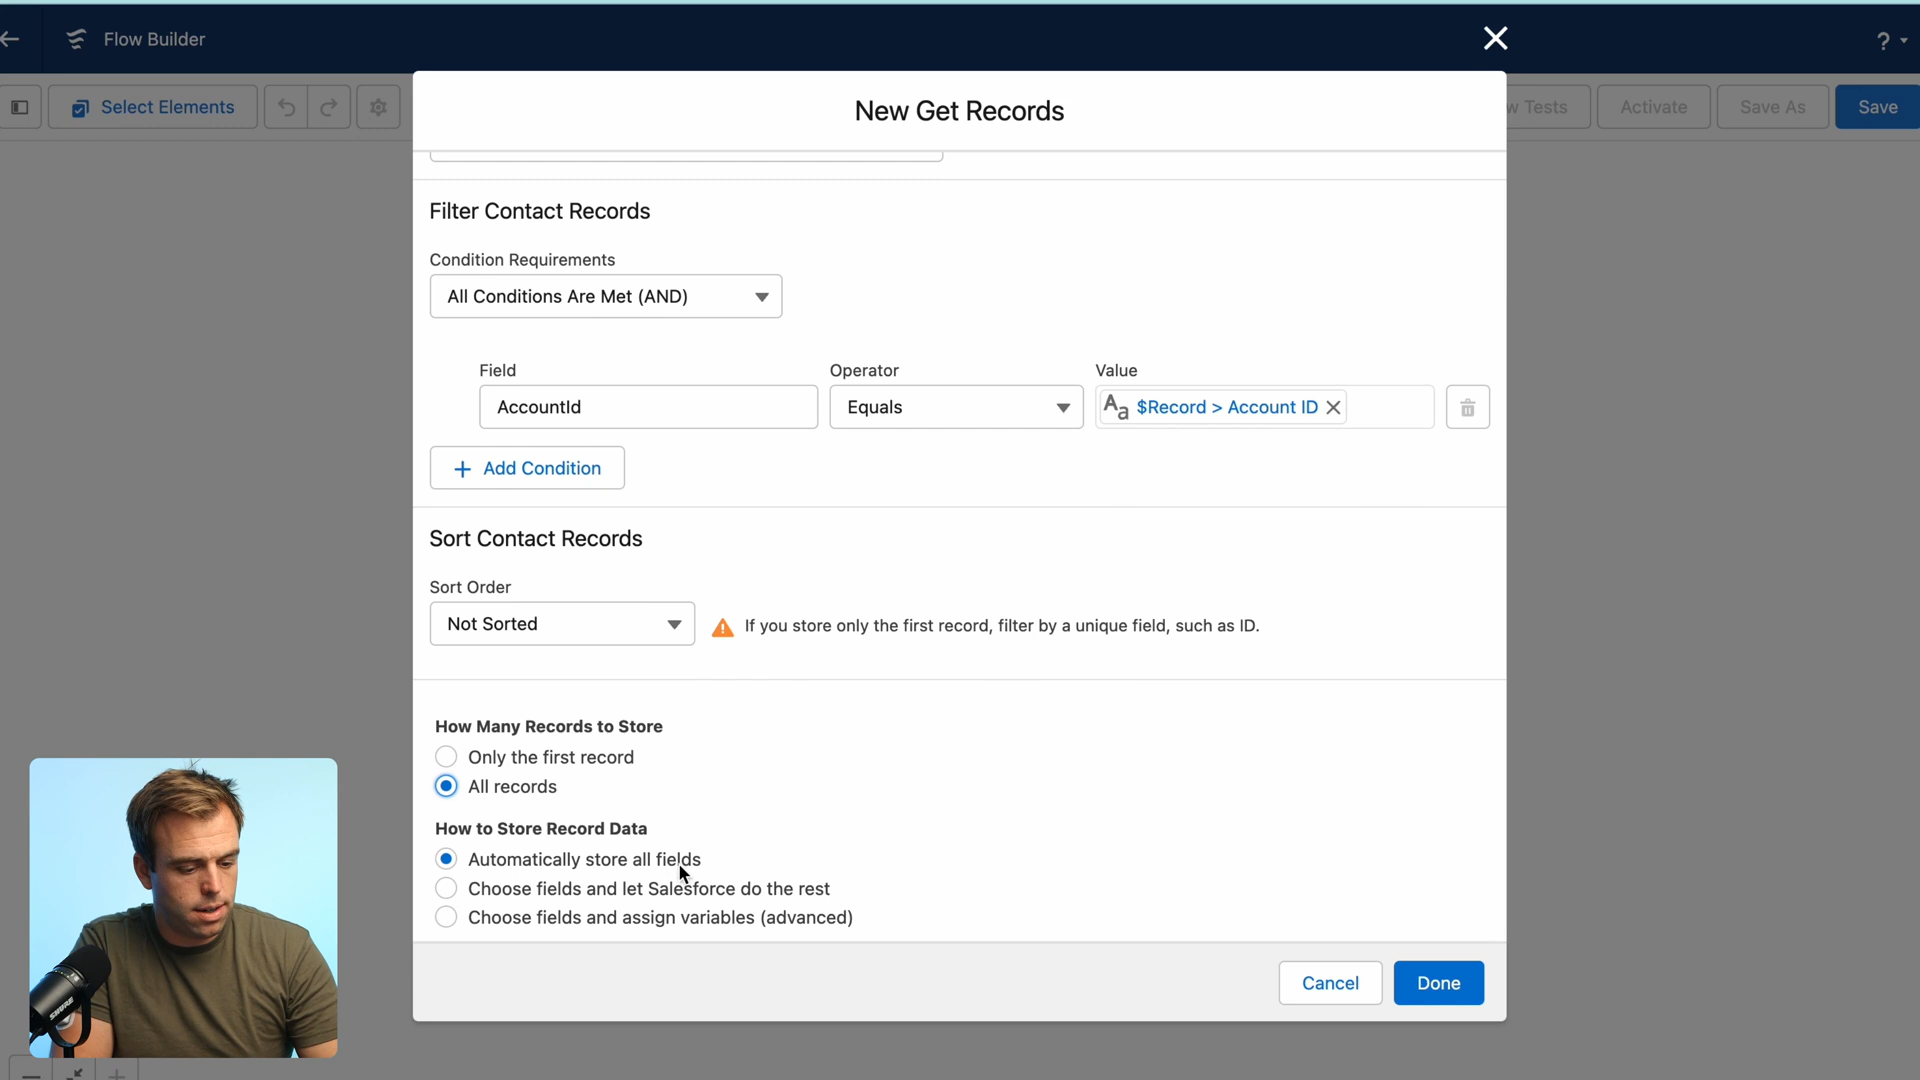 Flow Builder
?
Select Elements
w Tests
Activate
Save As
Save
New Get Records
Filter Contact Records
Condition Requirements
All Conditions Are Met (AND)
Field
Operator
Value
AccountId
Equals
Aa $Record > Account ID
+ Add Condition
Sort Contact Records
Sort Order
Not Sorted
If you store only the first record, filter by a unique field, such as ID.
How Many Records to Store
Only the first record
All records
How to Store Record Data
Automatically store all fields
Choose fields and let Salesforce do the rest
Choose fields and assign variables (advanced)
Cancel
Done
SHURE